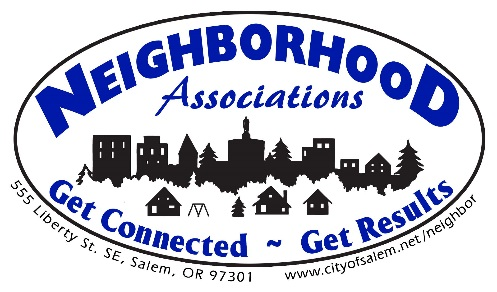 NEIGHBORHOOD
Associations
Get Connected ~ Get Results
555 Liberty St. SE, Salem, OR 97301
www.cityofsalem.net/neighbor